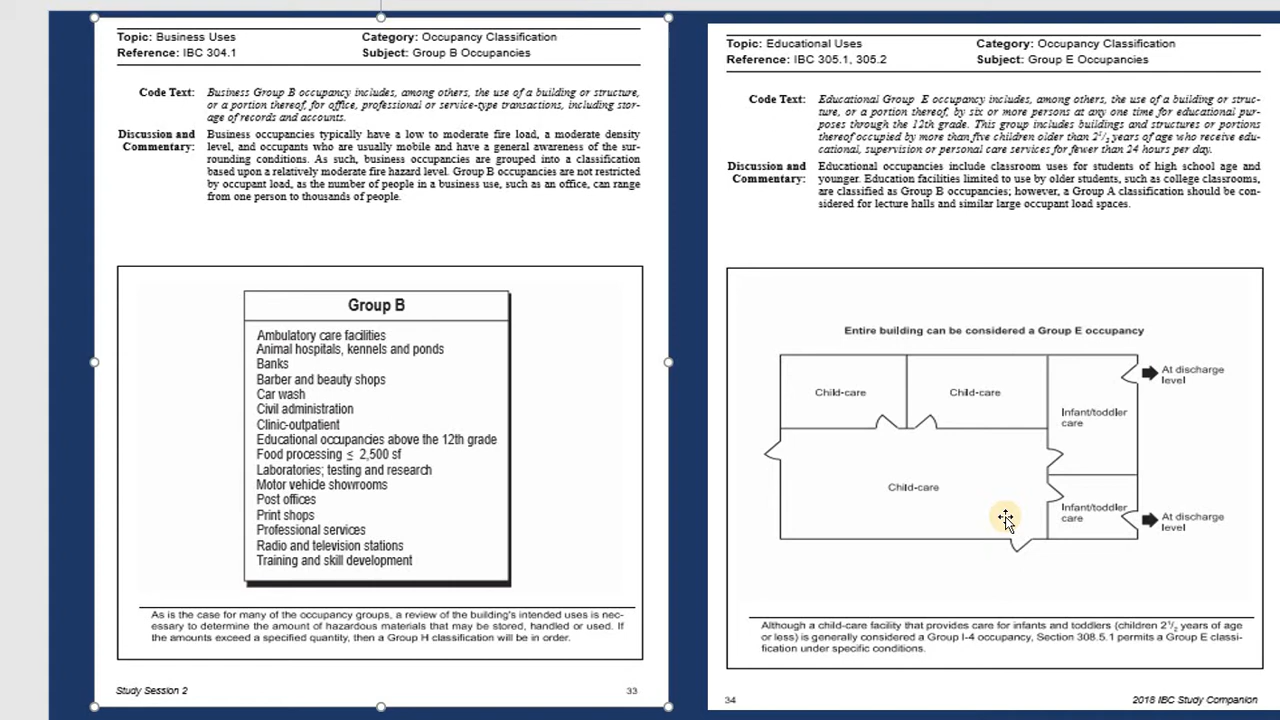 Topic: Business Uses Category: Occupancy Classification
Reference: IBC 304.1 Subject: Group B Occupancies
Code Text: Business Group B occupancy includes, among others, the use of a building or structure,
or a portion thereof, for office, professional or service-type transactions, including stor-
age of records and accounts.
Discussion and Business occupancies typically have a low to moderate fire load, a moderate density
Commentary: level, and occupants who are usually mobile and have a general awareness of the sur-
rounding conditions. As such, business occupancies are grouped into a classification
based upon a relatively moderate fire hazard level. Group B occupancies are not restricted
by occupant load, as the number of people in a business use, such as an office, can range
from one person to thousands of people.
Group B
Ambulatory care facilities
Animal hospitals, kennels and ponds
Banks
Barber and beauty shops
Car wash
Civil administration
Clinic-outpatient
Educational occupancies above the 12th grade
Food processing ≤ 2,500 sf
Laboratories; testing and research
Motor vehicle showrooms
Post offices
Print shops
Professional services
Radio and television stations
Training and skill development
As is the case for many of the occupancy groups, a review of the building's intended uses is nec-
essary to determine the amount of hazardous materials that may be stored, handled or used. If
the amounts exceed a specified quantity, then a Group H classification will be in order.
Study Session 2 33
Topic: Educational Uses Category: Occupancy Classification
Reference: IBC 305.1, 305.2 Subject: Group E Occupancies
Code Text: Educational Group E occupancy includes, among others, the use of a building or struc-
ture, or a portion thereof, by six or more persons at any one time for educational pur-
poses through the 12th grade. This group includes buildings and structures or portions
thereof occupied by more than five children older than 2 1/2 years of age who receive edu-
cational, supervision or personal care services for fewer than 24 hours per day.
Discussion and Educational occupancies include classroom uses for students of high school age and
Commentary: younger. Education facilities limited to use by older students, such as college classrooms,
are classified as Group B occupancies; however, a Group A classification should be con-
sidered for lecture halls and similar large occupant load spaces.
Entire building can be considered a Group E occupancy
Child-care
Child-care
Infant/toddler
care
At discharge
level
Child-care
Infant/toddler
care
At discharge
level
Although a child-care facility that provides care for infants and toddlers (children 2 1/2 years of age
or less) is generally considered a Group I-4 occupancy, Section 308.5.1 permits a Group E classi-
fication under specific conditions.
34 2018 IBC Study Companion